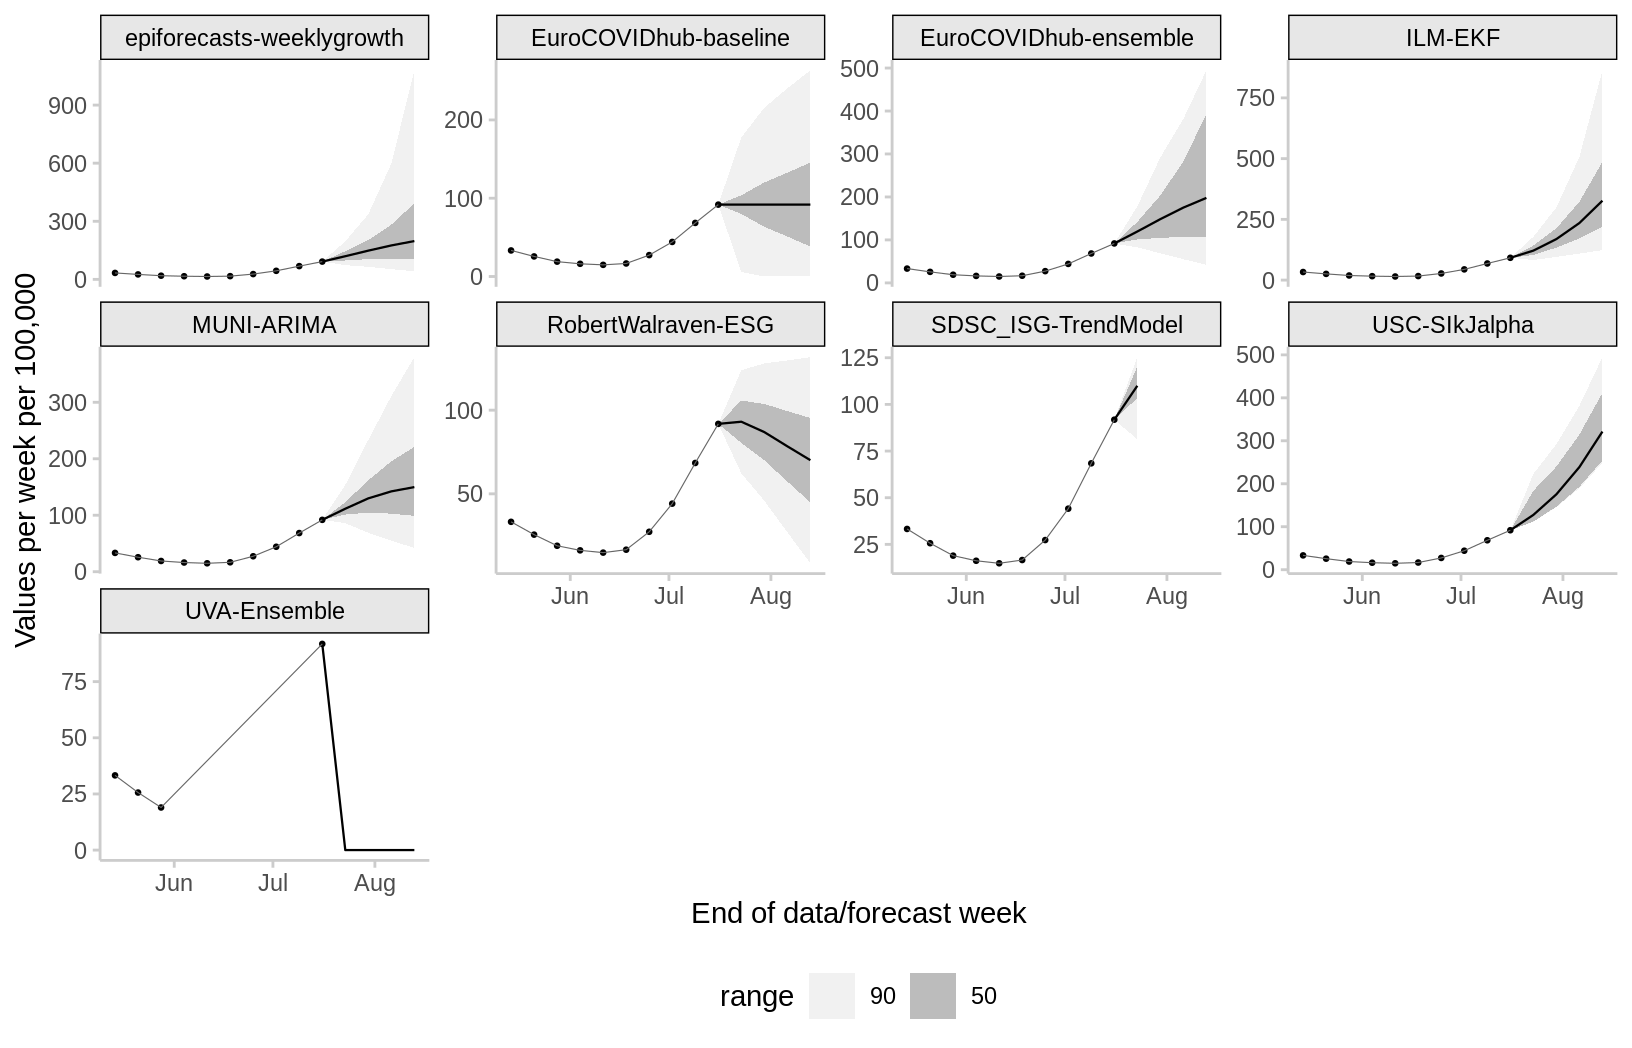 epiforecasts-weeklygrowth
EuroCOVIDhub-baseline
EuroCOVIDhub-ensemble
ILM-EKF
900
600
300
0
200
100
0
500
400
300
200
100
0
750
500
250
0
MUNI-ARIMA
RobertWalraven-ESG
SDSC_ISG-TrendModel
USC-SIkJalpha
300
200
100
0
100
50
125
100
75
50
25
500
400
300
200
100
0
Jun Jul Aug
Jun Jul Aug
Jun Jul Aug
UVA-Ensemble
75
50
25
0
Jun Jul Aug
Values per week per 100,000
End of data/forecast week
range 90 50